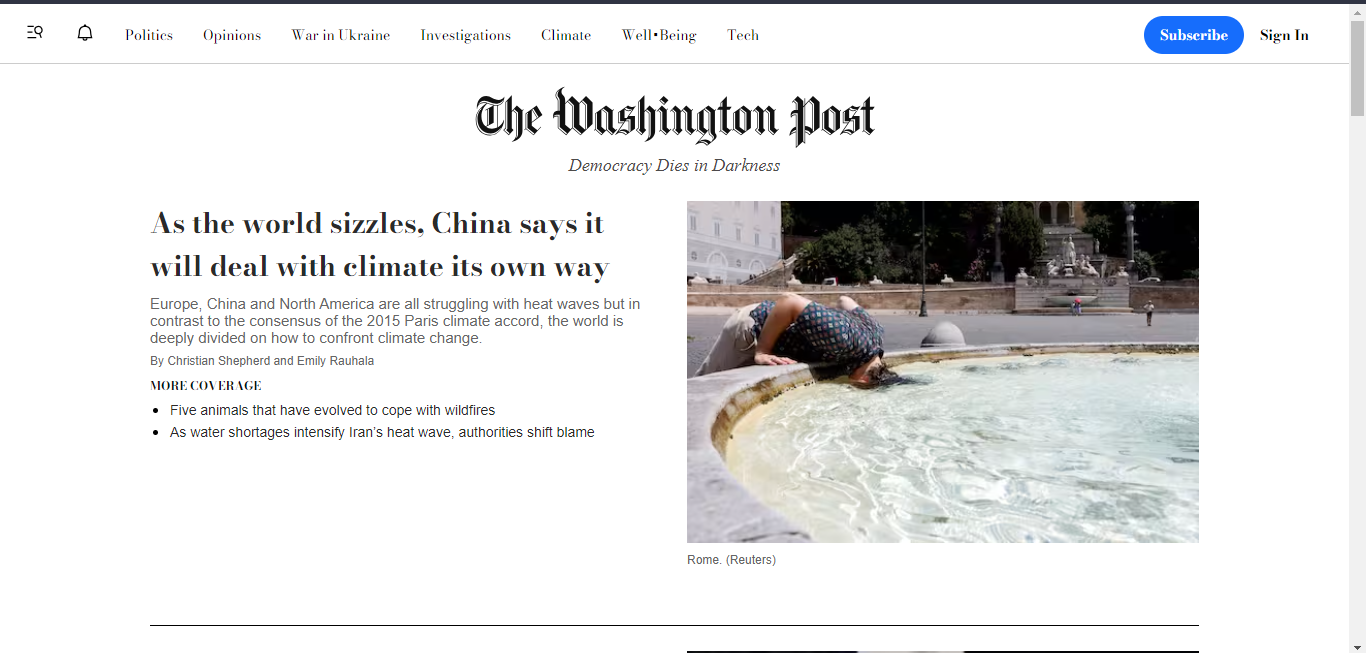 Politics Opinions War in Ukraine Investigations Climate Well•Being Tech Subscribe Sign In
The Washington Post
Democracy Dies in Darkness
As the world sizzles, China says it
will deal with climate its own way
Europe, China and North America are all struggling with heat waves but in
contrast to the consensus of the 2015 Paris climate accord, the world is
deeply divided on how to confront climate change.
By Christian Shepherd and Emily Rauhala
MORE COVERAGE
• Five animals that have evolved to cope with wildfires
• As water shortages intensify Iran’s heat wave, authorities shift blame
Rome. (Reuters)